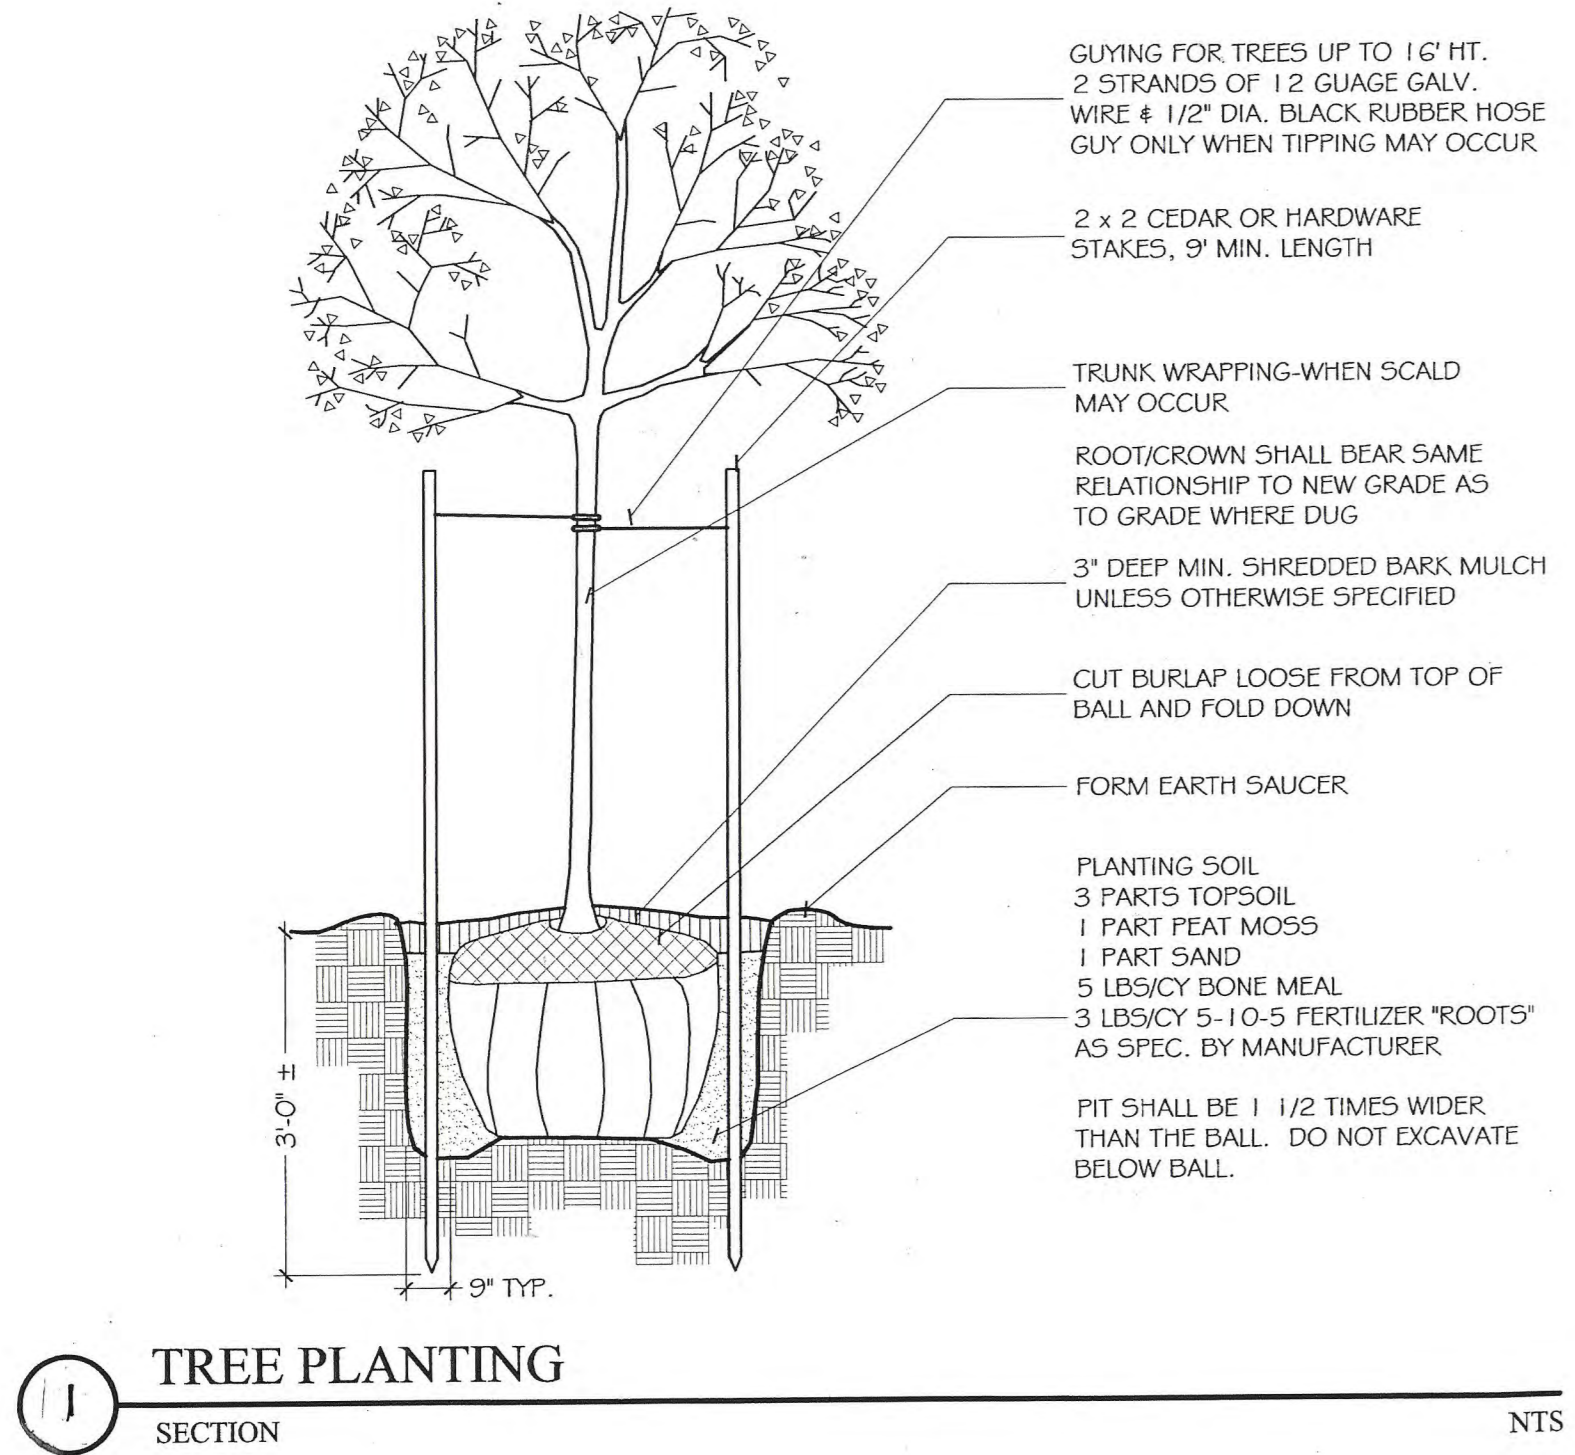 GUYING FOR TREES UP TO 16' HT.
2 STRANDS OF 12 GUAGE GALV.
WIRE & 1/2" DIA. BLACK RUBBER HOSE
GUY ONLY WHEN TIPPING MAY OCCUR
2 x 2 CEDAR OR HARDWARE
STAKES, 9' MIN. LENGTH
TRUNK WRAPPING-WHEN SCALD
MAY OCCUR
ROOT/CROWN SHALL BEAR SAME
RELATIONSHIP TO NEW GRADE AS
TO GRADE WHERE DUG
3" DEEP MIN. SHREDDED BARK MULCH
UNLESS OTHERWISE SPECIFIED
CUT BURLAP LOOSE FROM TOP OF
BALL AND FOLD DOWN
FORM EARTH SAUCER
PLANTING SOIL
3 PARTS TOPSOIL
1 PART PEAT MOSS
1 PART SAND
5 LBS/CY BONE MEAL
3 LBS/CY 5-10-5 FERTILIZER "ROOTS"
AS SPEC. BY MANUFACTURER
PIT SHALL BE 1 1/2 TIMES WIDER
THAN THE BALL. DO NOT EXCAVATE
BELOW BALL.
3'-0" ±
9" TYP.
1
TREE PLANTING
SECTION
NTS